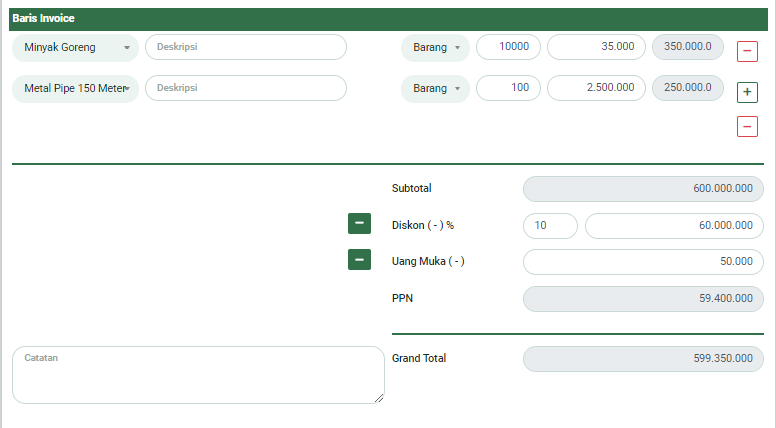 Baris Invoice
Minyak Goreng Deskripsi Barang 10000 35.000 350.000.0 −
Metal Pipe 150 Meter Deskripsi Barang 100 2.500.000 250.000.0 +
−
Subtotal 600.000.000
− Diskon ( - ) % 10 60.000.000
− Uang Muka ( - ) 50.000
PPN 59.400.000
Catatan Grand Total 599.350.000